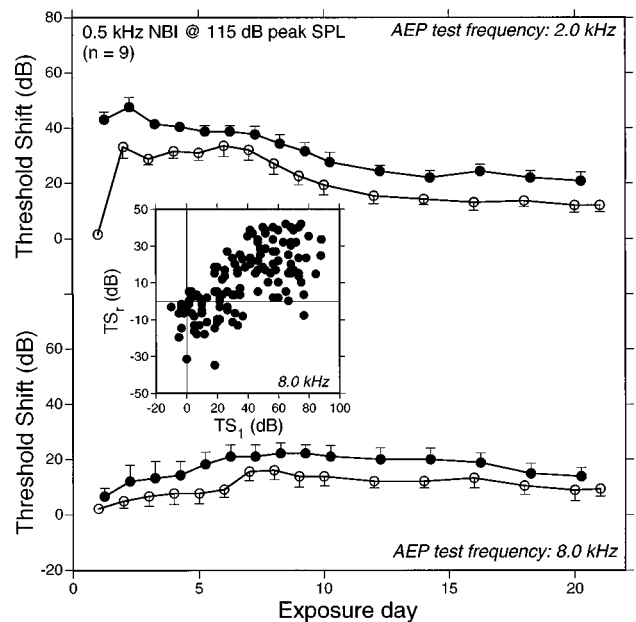 0.5 kHz NBI @ 115 dB peak SPL
(n = 9)
AEP test frequency: 2.0 kHz
Threshold Shift (dB)
80
60
40
20
0
TSr (dB)
50
30
10
-10
-30
-50
8.0 kHz
-20 0 20 40 60 80 100
TS1 (dB)
Threshold Shift (dB)
40
20
0
-20
AEP test frequency: 8.0 kHz
0 5 10 15 20
Exposure day